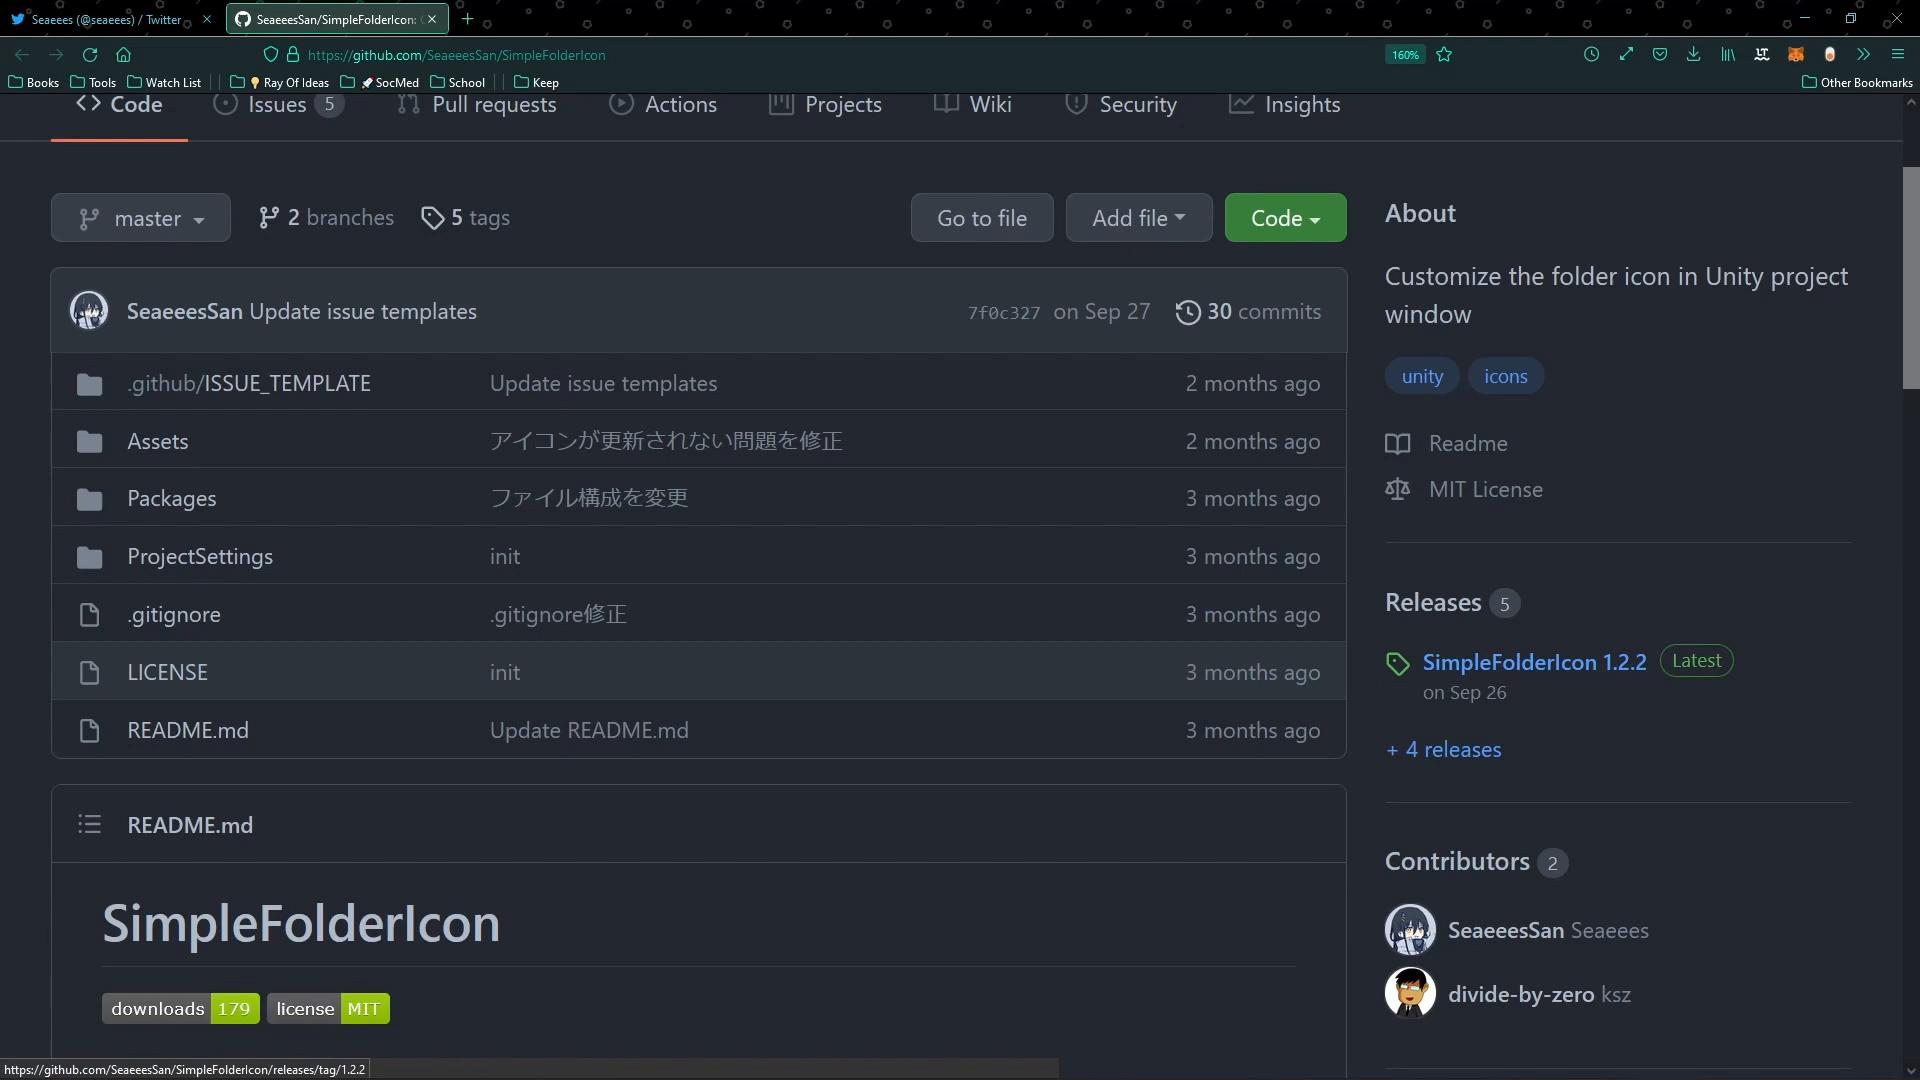 Seaeees (@seaeees) / Twitter
SeaeeesSan/SimpleFolderIcon:
https://github.com/SeaeeesSan/SimpleFolderIcon
160%
Books
Tools
Watch List
Ray Of Ideas
SocMed
School
Keep
Other Bookmarks
Code
Issues 5
Pull requests
Actions
Projects
Wiki
Security
Insights
master
2 branches
5 tags
Go to file
Add file
Code
SeaeeesSan Update issue templates
7f0c327 on Sep 27
30 commits
.github/ISSUE_TEMPLATE
Update issue templates
2 months ago
Assets
アイコンが更新されない問題を修正
2 months ago
Packages
ファイル構成を変更
3 months ago
ProjectSettings
init
3 months ago
.gitignore
.gitignore修正
3 months ago
LICENSE
init
3 months ago
README.md
Update README.md
3 months ago
README.md
SimpleFolderIcon
downloads 179
license MIT
About
Customize the folder icon in Unity project
window
unity
icons
Readme
MIT License
Releases 5
SimpleFolderIcon 1.2.2
Latest
on Sep 26
+ 4 releases
Contributors 2
SeaeeesSan Seaeees
divide-by-zero ksz
https://github.com/SeaeeesSan/SimpleFolderIcon/releases/tag/1.2.2